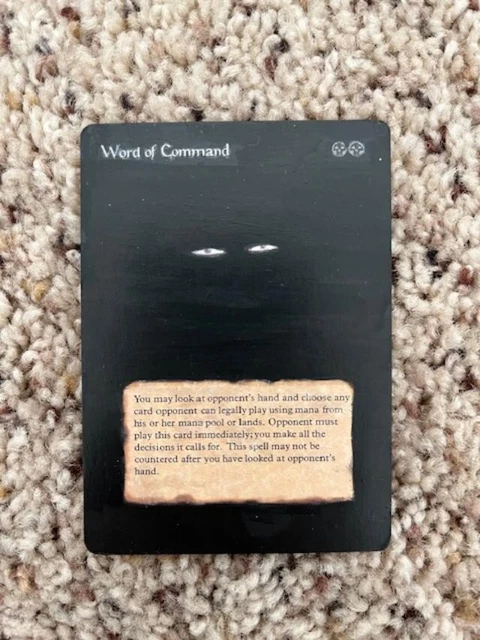 Word of Command
You may look at opponent's hand and choose any
card opponent can legally play using mana from
his or her mana pool or lands. Opponent must
play this card immediately; you make all the
decisions it calls for. This spell may not be
countered after you have looked at opponent's
hand.